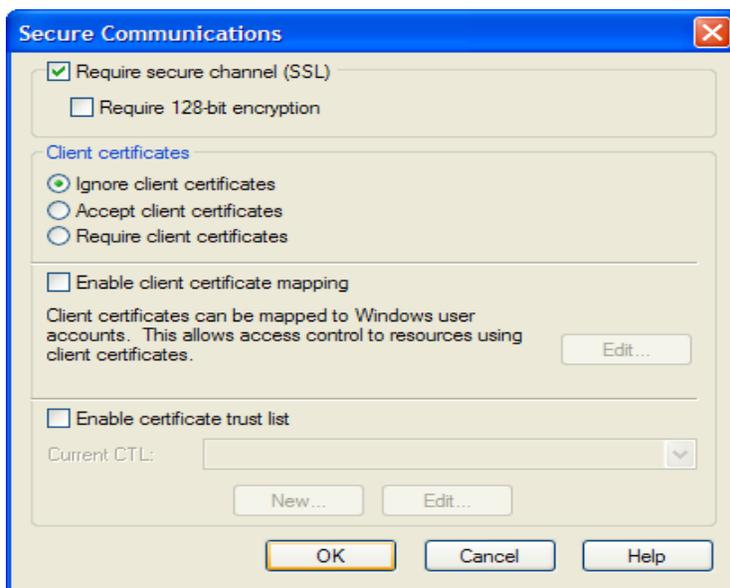 Secure Communications
Require secure channel (SSL)
Require 128-bit encryption
Client certificates
Ignore client certificates
Accept client certificates
Require client certificates
Enable client certificate mapping
Client certificates can be mapped to Windows user
accounts.  This allows access control to resources using
client certificates.
Edit...
Enable certificate trust list
Current CTL:
New...
Edit...
OK
Cancel
Help